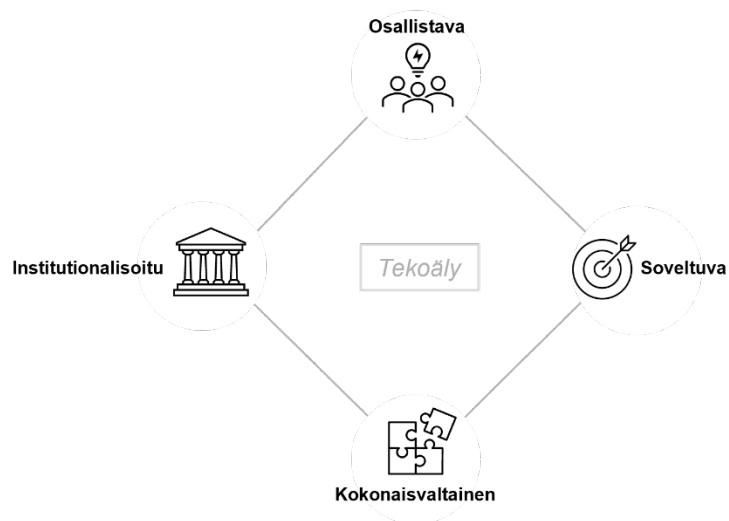 Osallistava
Institutionalisoitu
Tekoäly
Soveltuva
Kokonaisvaltainen